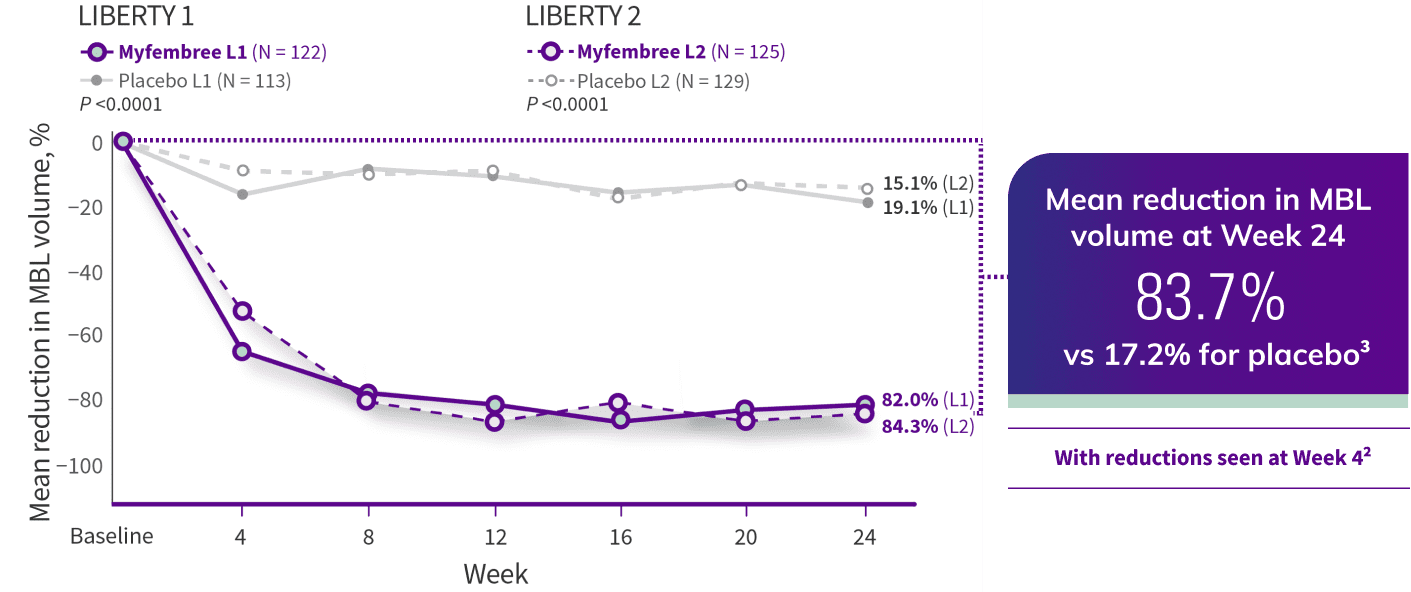 LIBERTY 1
Myfembree L1 (N = 122)
Placebo L1 (N = 113)
P <0.0001
LIBERTY 2
Myfembree L2 (N = 125)
Placebo L2 (N = 129)
P <0.0001
Mean reduction in MBL volume, %
0
−20
−40
−60
−80
−100
15.1% (L2)
19.1% (L1)
82.0% (L1)
84.3% (L2)
Baseline 4 8 12 16 20 24
Week
Mean reduction in MBL
volume at Week 24
83.7%
vs 17.2% for placebo³
With reductions seen at Week 4²